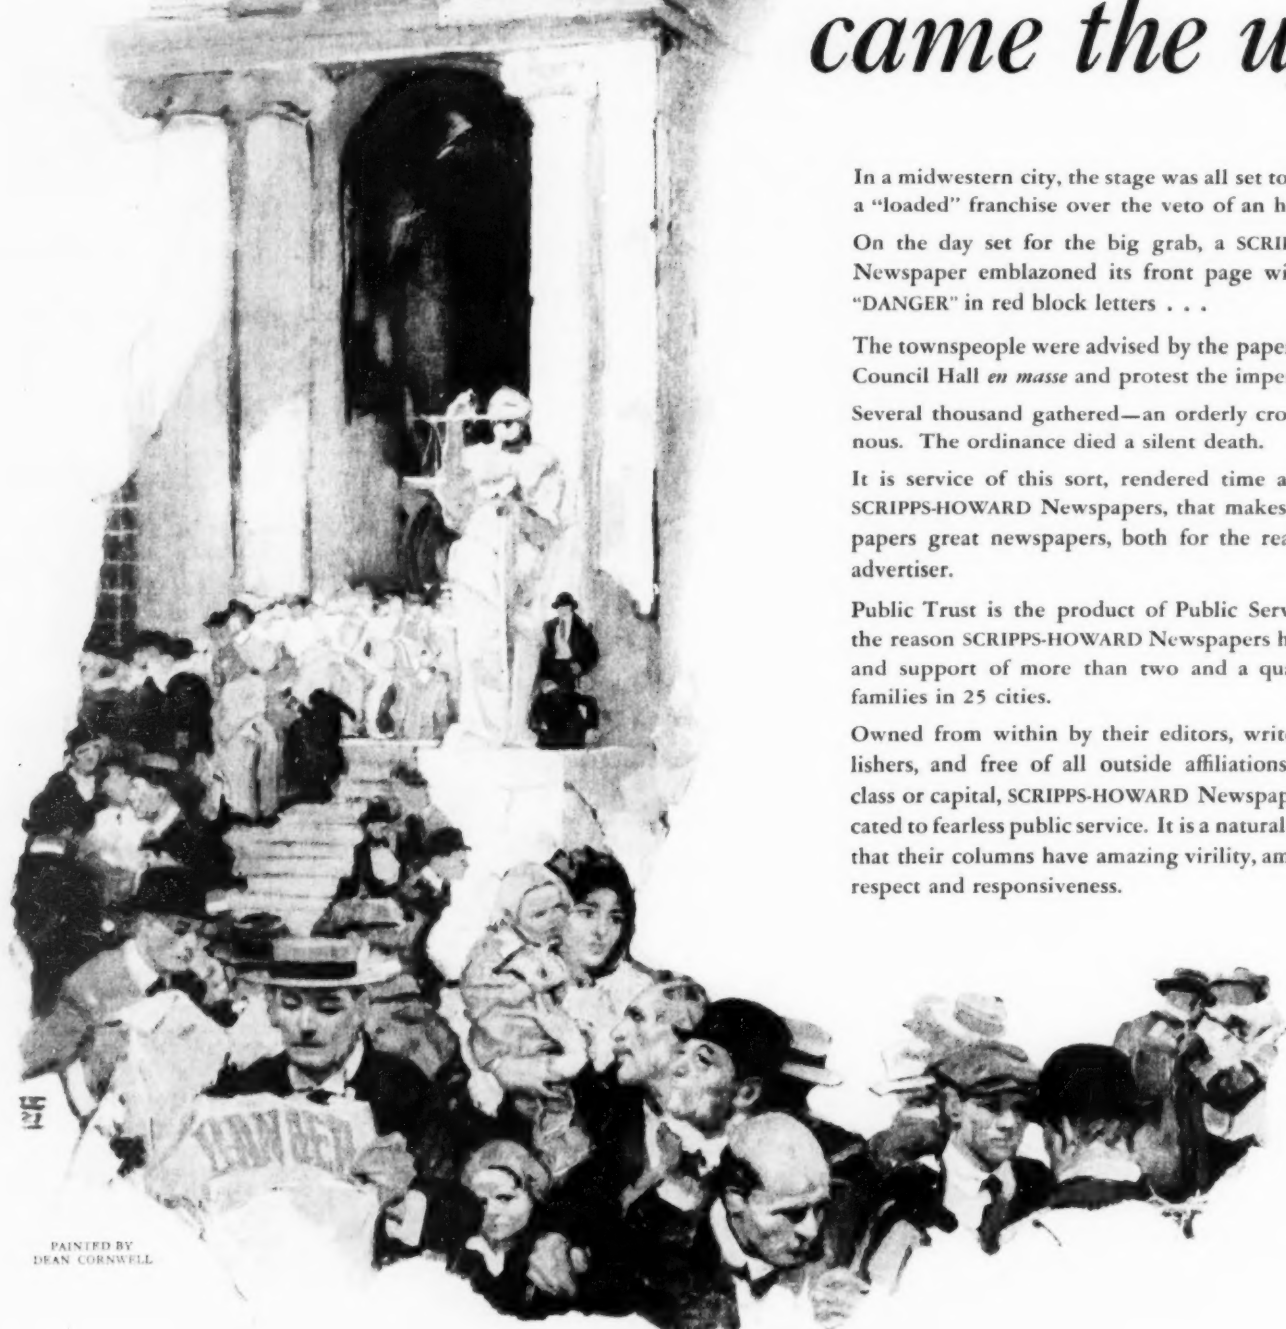 came the
In a midwestern city, the stage was all set to
a “loaded” franchise over the veto of an h
On the day set for the big grab, a SCRIP
Newspaper emblazoned its front page wi
“DANGER” in red block letters . . .
The townspeople were advised by the pape
Council Hall en masse and protest the impe
Several thousand gathered—an orderly cro
nous. The ordinance died a silent death.
It is service of this sort, rendered time a
SCRIPPS-HOWARD Newspapers, that makes
papers great newspapers, both for the rea
advertiser.
Public Trust is the product of Public Serv
the reason SCRIPPS-HOWARD Newspapers h
and support of more than two and a qua
families in 25 cities.
Owned from within by their editors, write
lishers, and free of all outside affiliations
class or capital, SCRIPPS-HOWARD Newspap
cated to fearless public service. It is a natural
that their columns have amazing virility, am
respect and responsiveness.
DANGER
PAINTED BY
DEAN CORNWELL